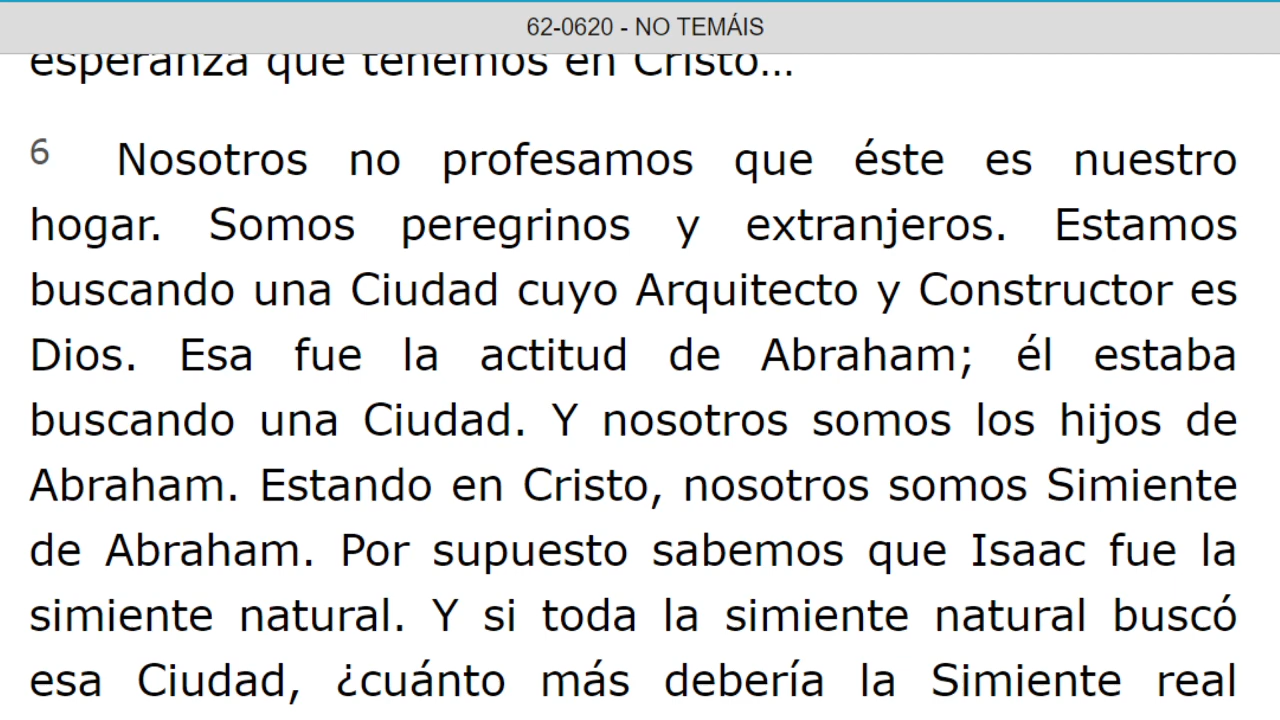 62-0620 - NO TEMÁIS
esperanza que tenemos en Cristo...
6 Nosotros no profesamos que éste es nuestro
hogar. Somos peregrinos y extranjeros. Estamos
buscando una Ciudad cuyo Arquitecto y Constructor es
Dios. Esa fue la actitud de Abraham; él estaba
buscando una Ciudad. Y nosotros somos los hijos de
Abraham. Estando en Cristo, nosotros somos Simiente
de Abraham. Por supuesto sabemos que Isaac fue la
simiente natural. Y si toda la simiente natural buscó
esa Ciudad, ¿cuánto más debería la Simiente real